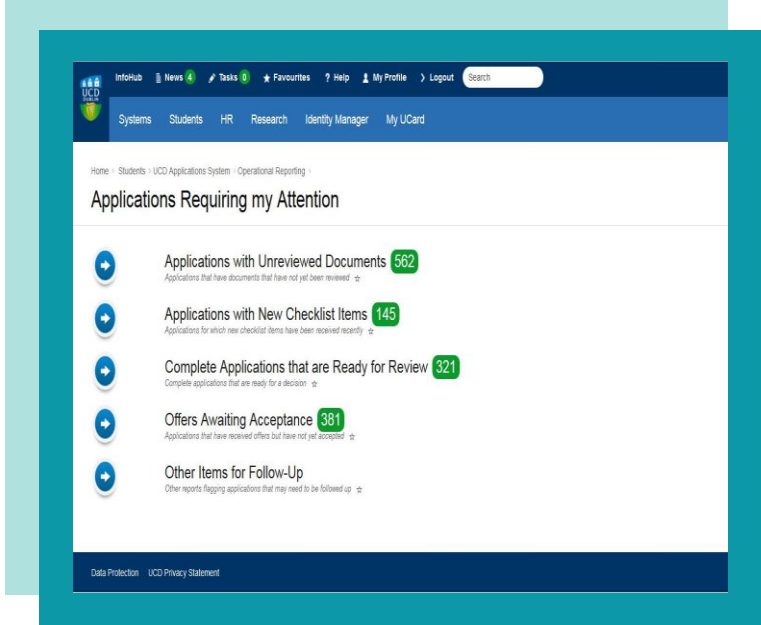 InfoHub News 4 Tasks 0 Favourites ? Help My Profile Logout Search
UCD
DUBLIN
Systems Students HR Research Identity Manager My UCard
Home > Students > UCD Applications System > Operational Reporting >
Applications Requiring my Attention
Applications with Unreviewed Documents 562
Applications that have documents that have not yet been reviewed
Applications with New Checklist Items 145
Applications for which new checklist items have been received recently
Complete Applications that are Ready for Review 321
Complete applications that are ready for a decision
Offers Awaiting Acceptance 381
Applications that have received offers but have not yet accepted
Other Items for Follow-Up
Other reports flagging applications that may need to be followed up
Data Protection UCD Privacy Statement